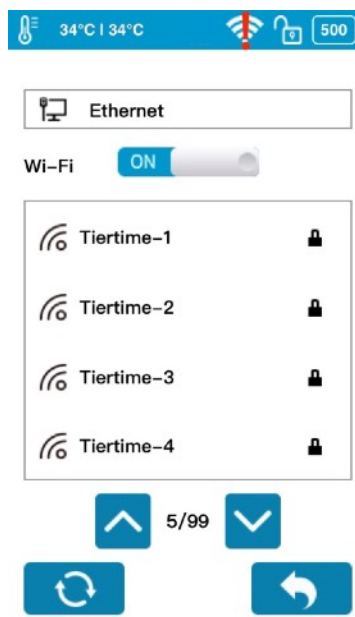 34°C | 34°C 500
Ethernet
Wi-Fi ON
Tiertime-1
Tiertime-2
Tiertime-3
Tiertime-4
5/99